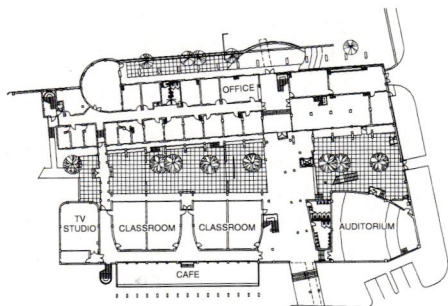 OFFICE
TV
STUDIO
CLASSROOM
CLASSROOM
AUDITORIUM
CAFE